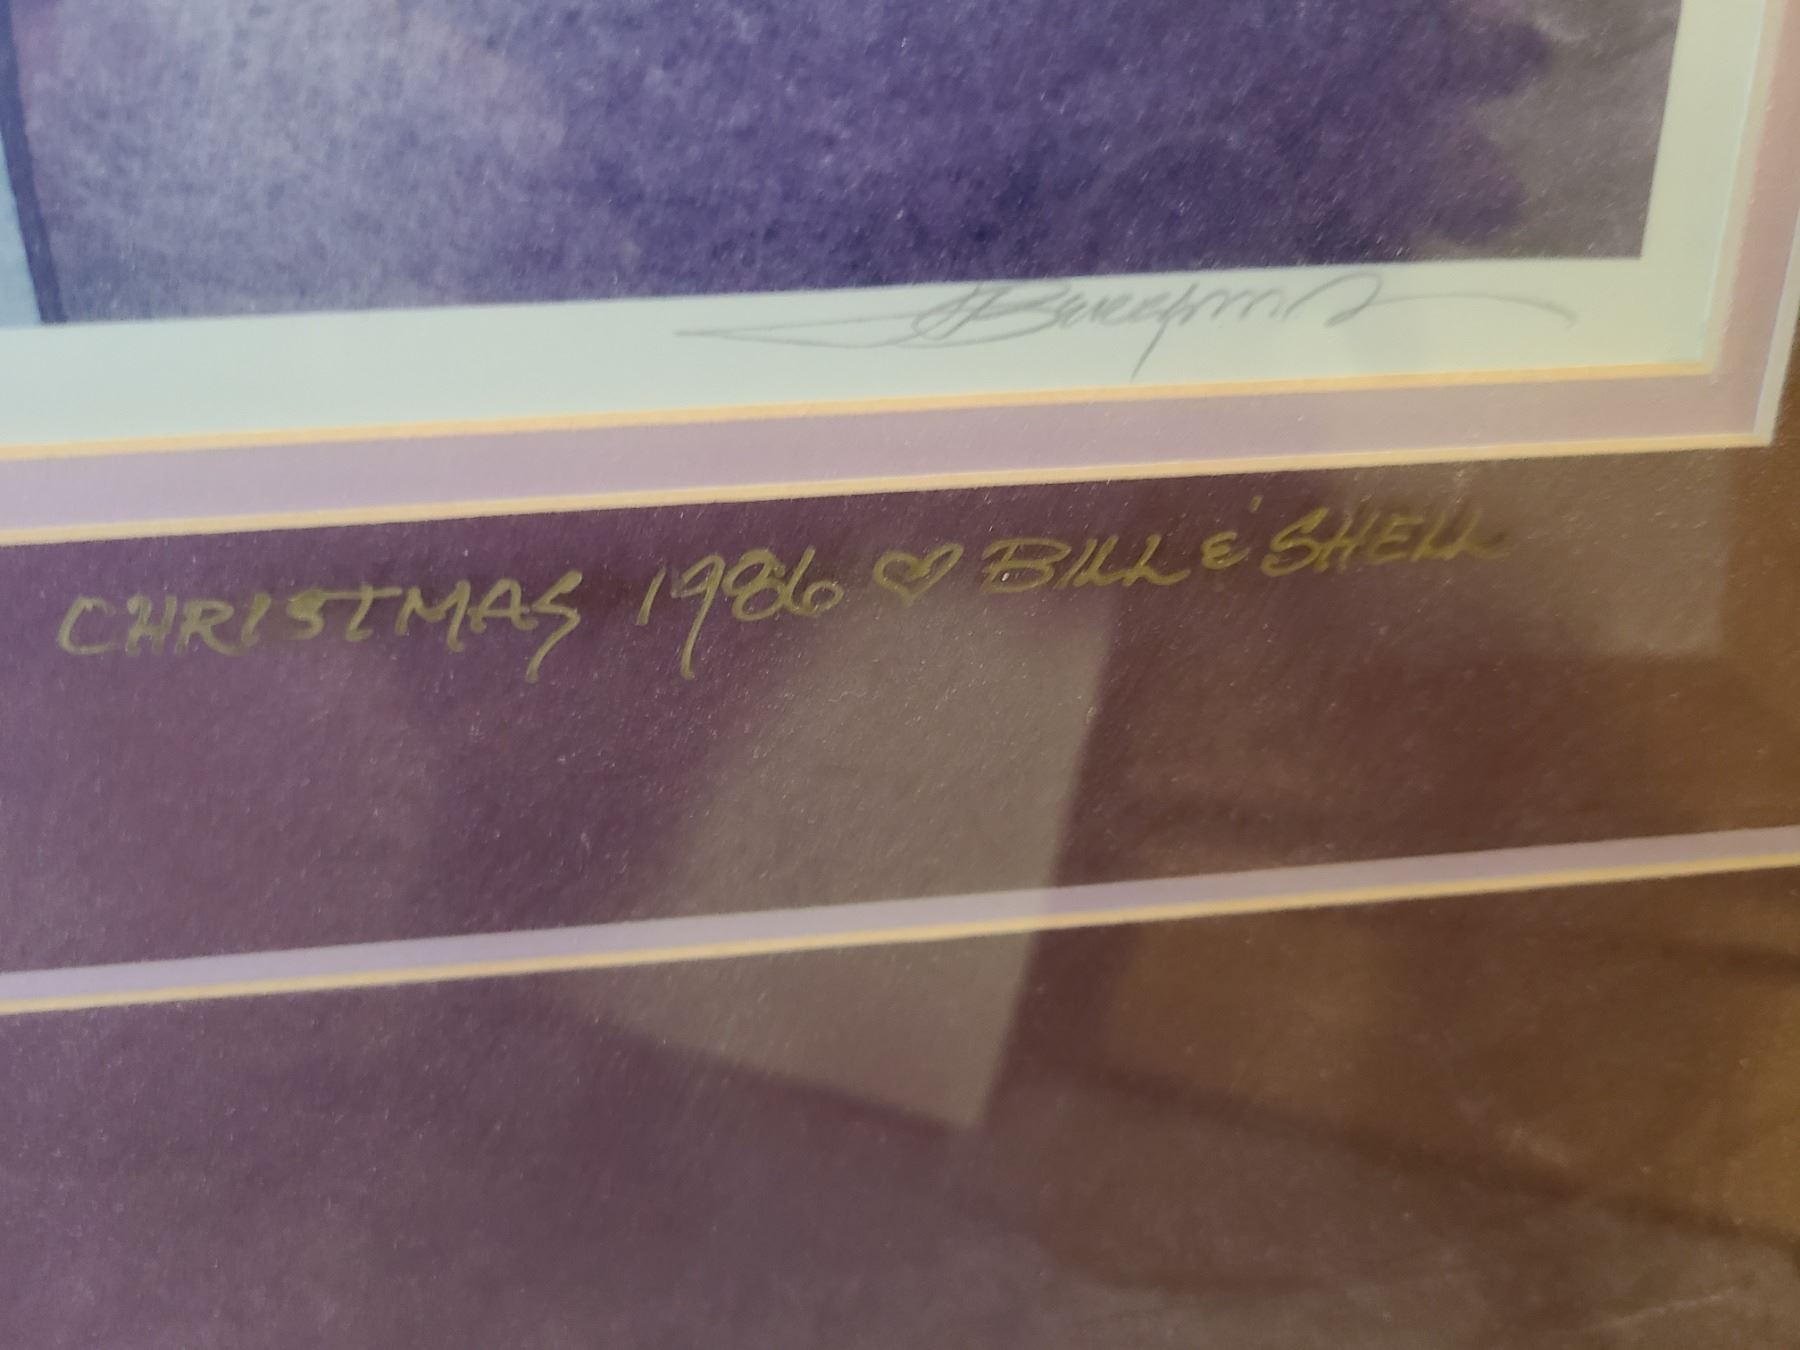 CHRISTMAS 1986 ♡ BILL & SHELL